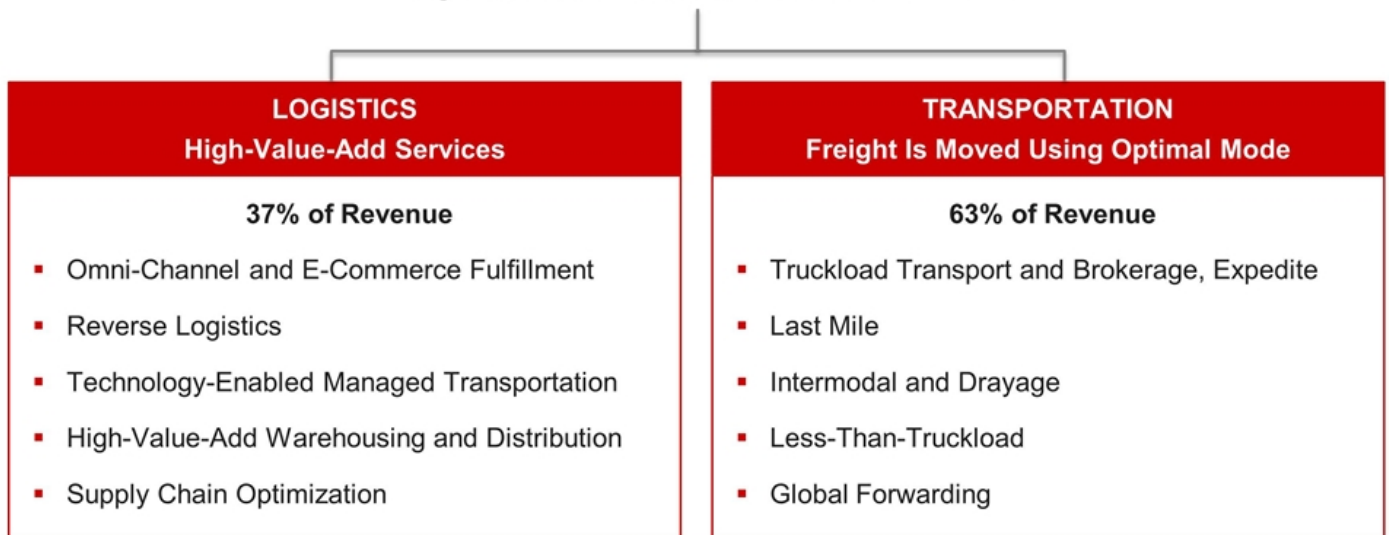 LOGISTICS
High-Value-Add Services
37% of Revenue
▪ Omni-Channel and E-Commerce Fulfillment
▪ Reverse Logistics
▪ Technology-Enabled Managed Transportation
▪ High-Value-Add Warehousing and Distribution
▪ Supply Chain Optimization
TRANSPORTATION
Freight Is Moved Using Optimal Mode
63% of Revenue
▪ Truckload Transport and Brokerage, Expedite
▪ Last Mile
▪ Intermodal and Drayage
▪ Less-Than-Truckload
▪ Global Forwarding